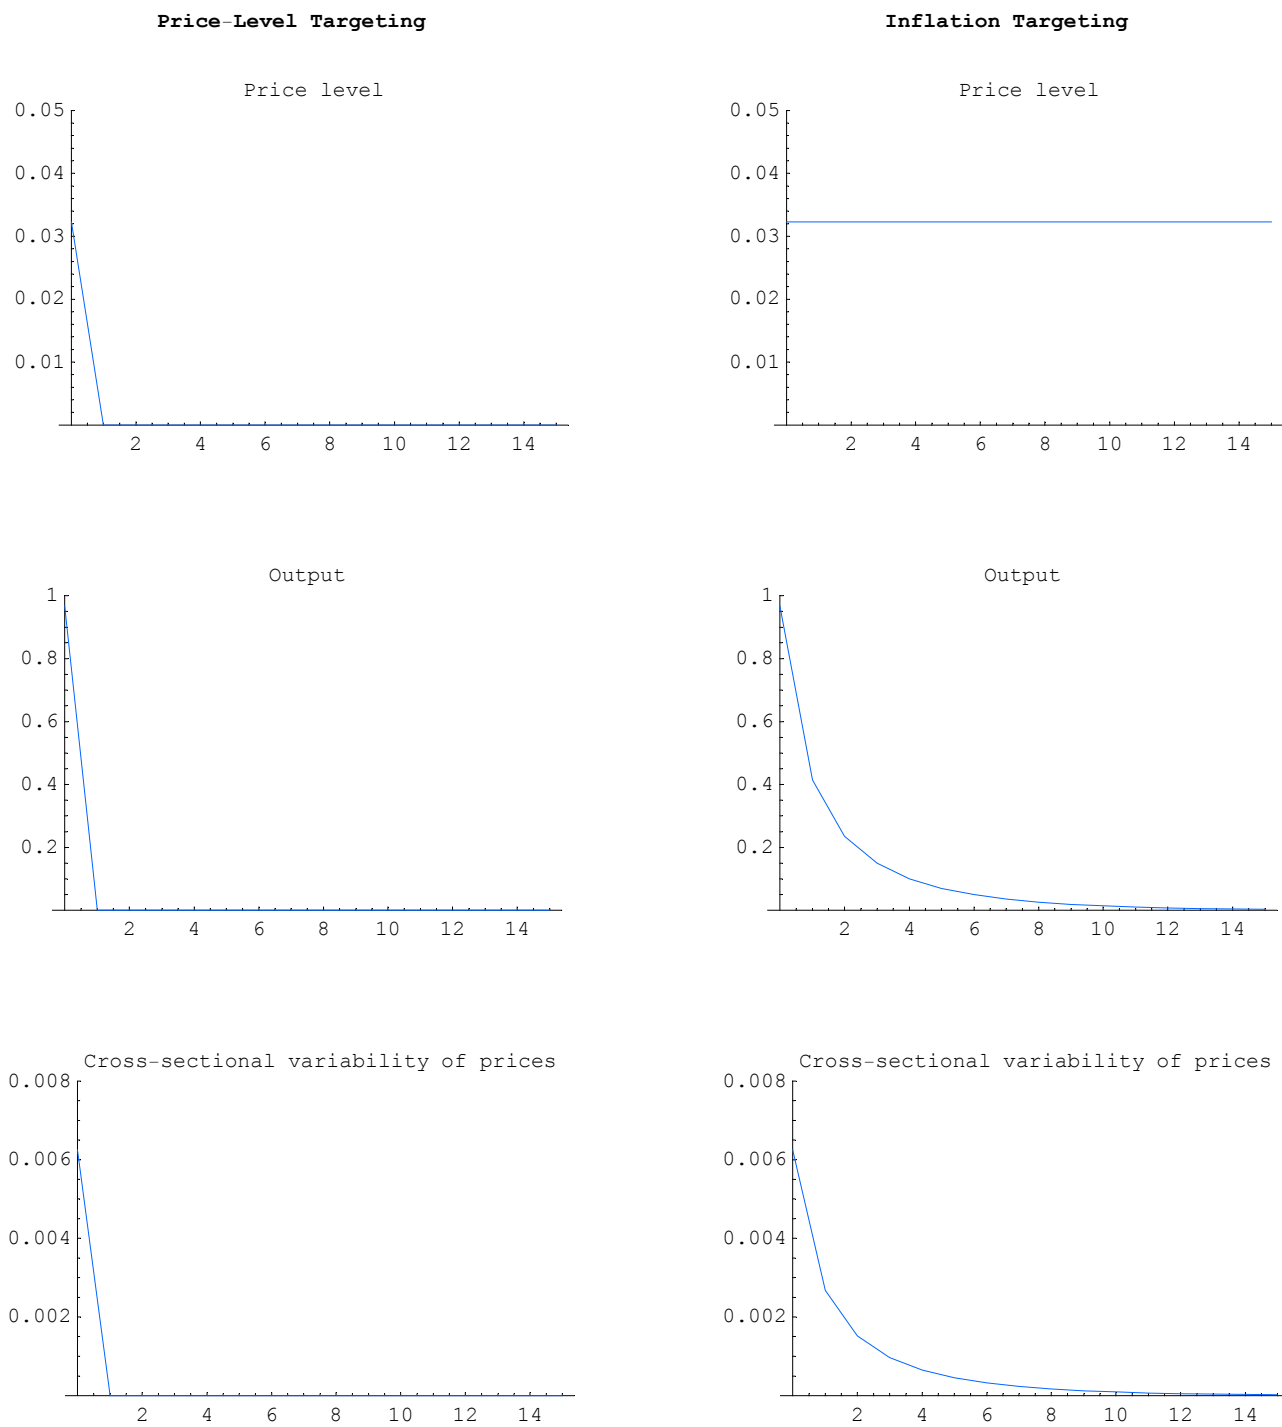 Price-Level Targeting
Inflation Targeting
Price level
0.05
0.04
0.03
0.02
0.01
2 4 6 8 10 12 14
Price level
0.05
0.04
0.03
0.02
0.01
2 4 6 8 10 12 14
Output
1
0.8
0.6
0.4
0.2
2 4 6 8 10 12 14
Output
1
0.8
0.6
0.4
0.2
2 4 6 8 10 12 14
Cross-sectional variability of prices
0.008
0.006
0.004
0.002
2 4 6 8 10 12 14
Cross-sectional variability of prices
0.008
0.006
0.004
0.002
2 4 6 8 10 12 14